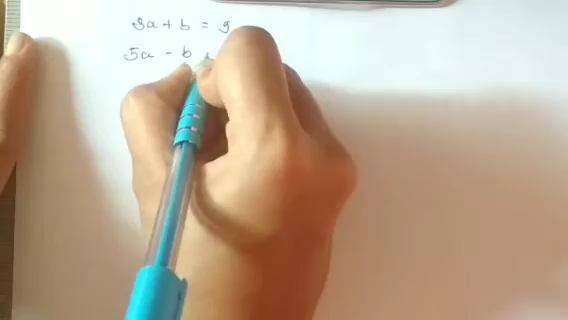 3a + b = 9
5a - b